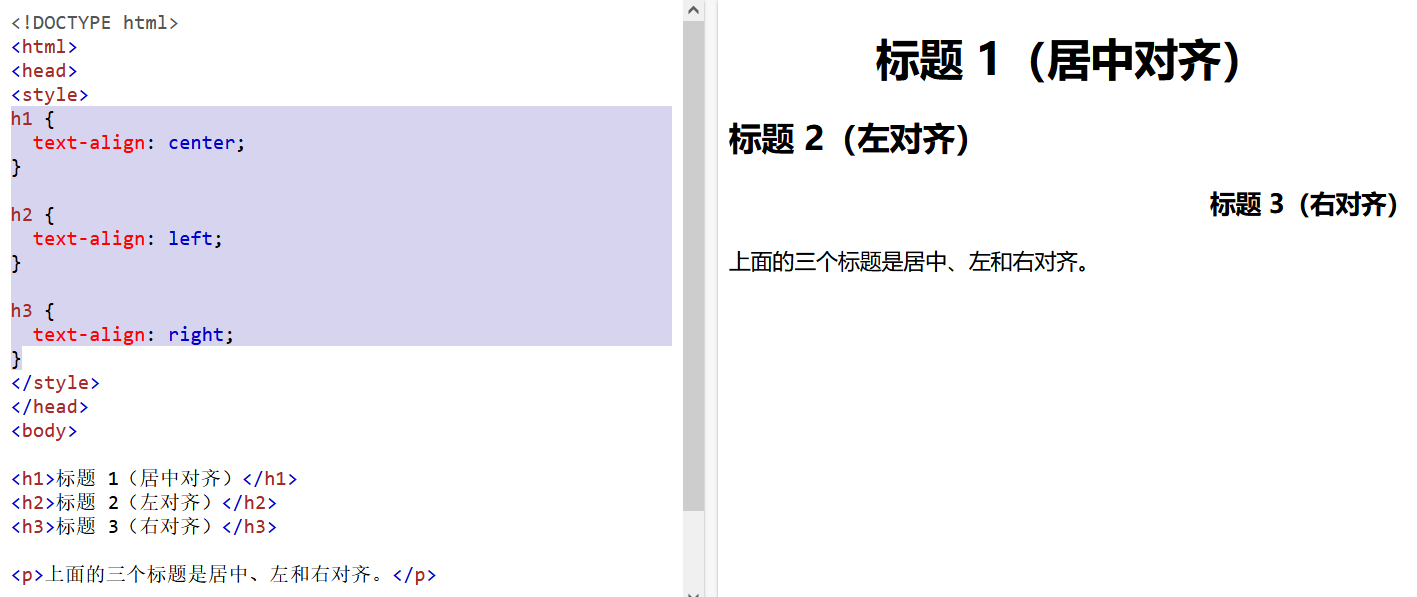 <!DOCTYPE html>
<html>
<head>
<style>
h1 {
  text-align: center;
}

h2 {
  text-align: left;
}

h3 {
  text-align: right;
}
</style>
</head>
<body>

<h1>标题 1（居中对齐）</h1>
<h2>标题 2（左对齐）</h2>
<h3>标题 3（右对齐）</h3>

<p>上面的三个标题是居中、左和右对齐。</p>
标题 1（居中对齐）
标题 2（左对齐）
标题 3（右对齐）
上面的三个标题是居中、左和右对齐。